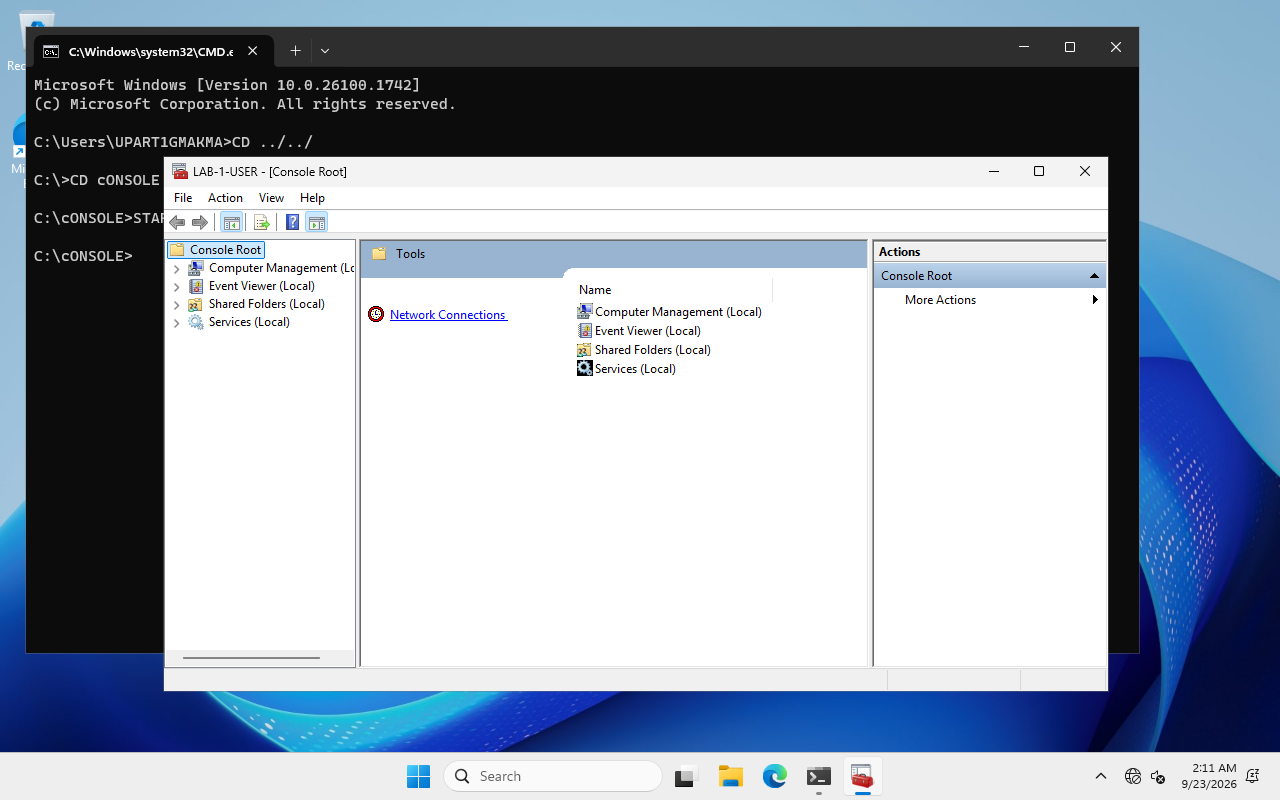 C:\Windows\system32\CMD.e
Microsoft Windows [Version 10.0.26100.1742]
(c) Microsoft Corporation. All rights reserved.
C:\Users\UPART1GMAKMA>CD ../../
C:\>CD cONSOLE
C:\cONSOLE>STAR
C:\cONSOLE>
LAB-1-USER - [Console Root]
File Action View Help
Console Root
Computer Management (Lo
Event Viewer (Local)
Shared Folders (Local)
Services (Local)
Tools
Network Connections
Name
Computer Management (Local)
Event Viewer (Local)
Shared Folders (Local)
Services (Local)
Actions
Console Root
More Actions
Search
2:11 AM
9/23/2026